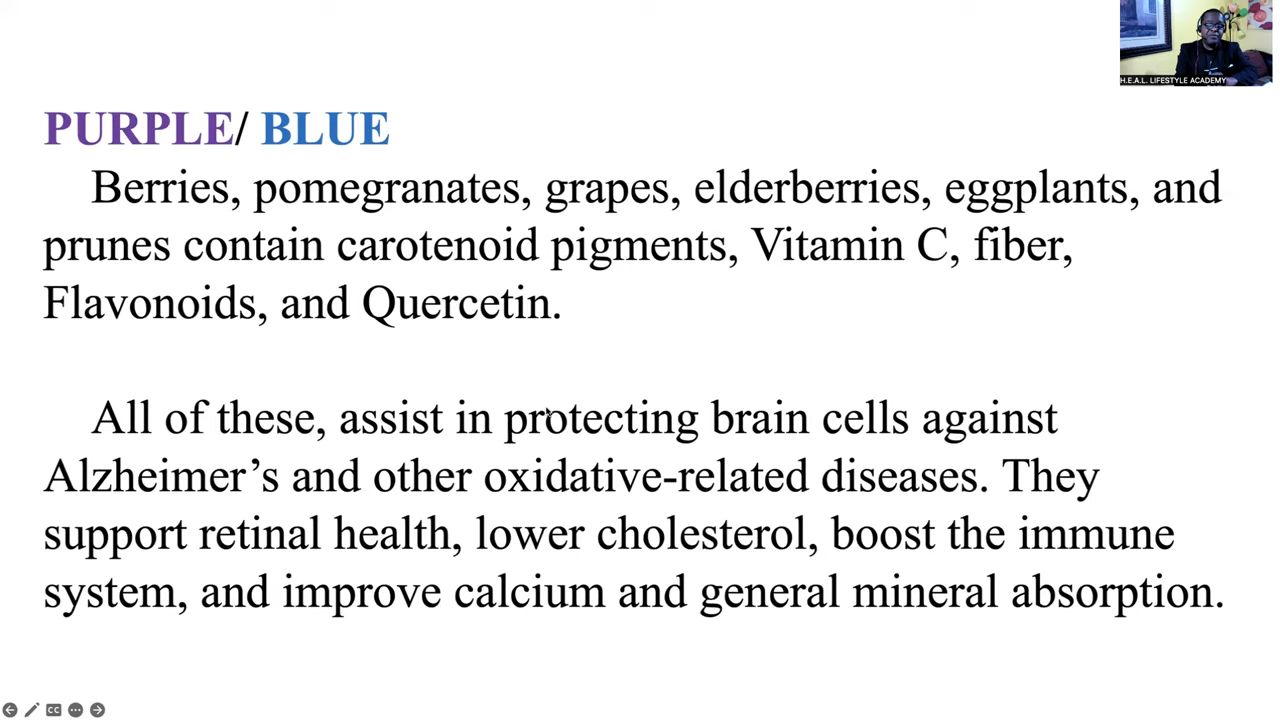 H.E.A.L. LIFESTYLE ACADEMY
PURPLE/ BLUE
Berries, pomegranates, grapes, elderberries, eggplants, and
prunes contain carotenoid pigments, Vitamin C, fiber,
Flavonoids, and Quercetin.
All of these, assist in protecting brain cells against
Alzheimer’s and other oxidative-related diseases. They
support retinal health, lower cholesterol, boost the immune
system, and improve calcium and general mineral absorption.
CC